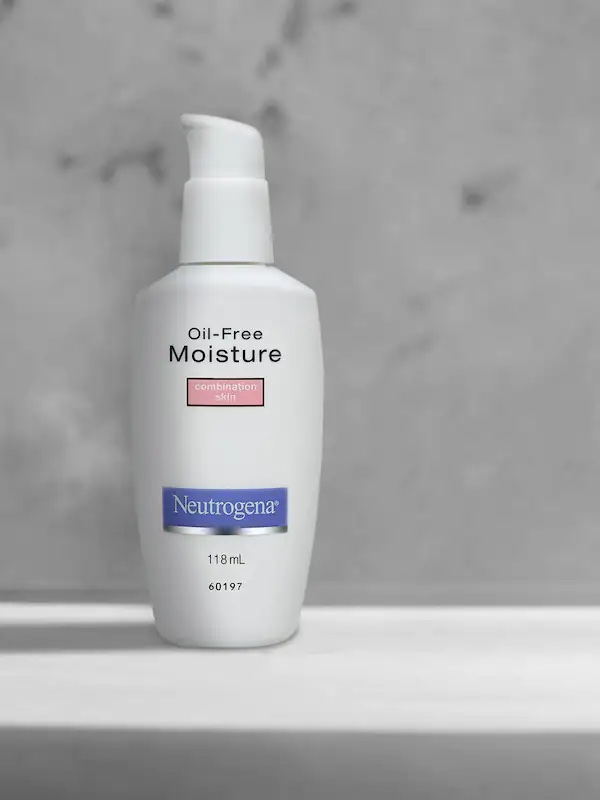 Oil-Free
Moisture
combination
skin
Neutrogena®
118 mL
60197